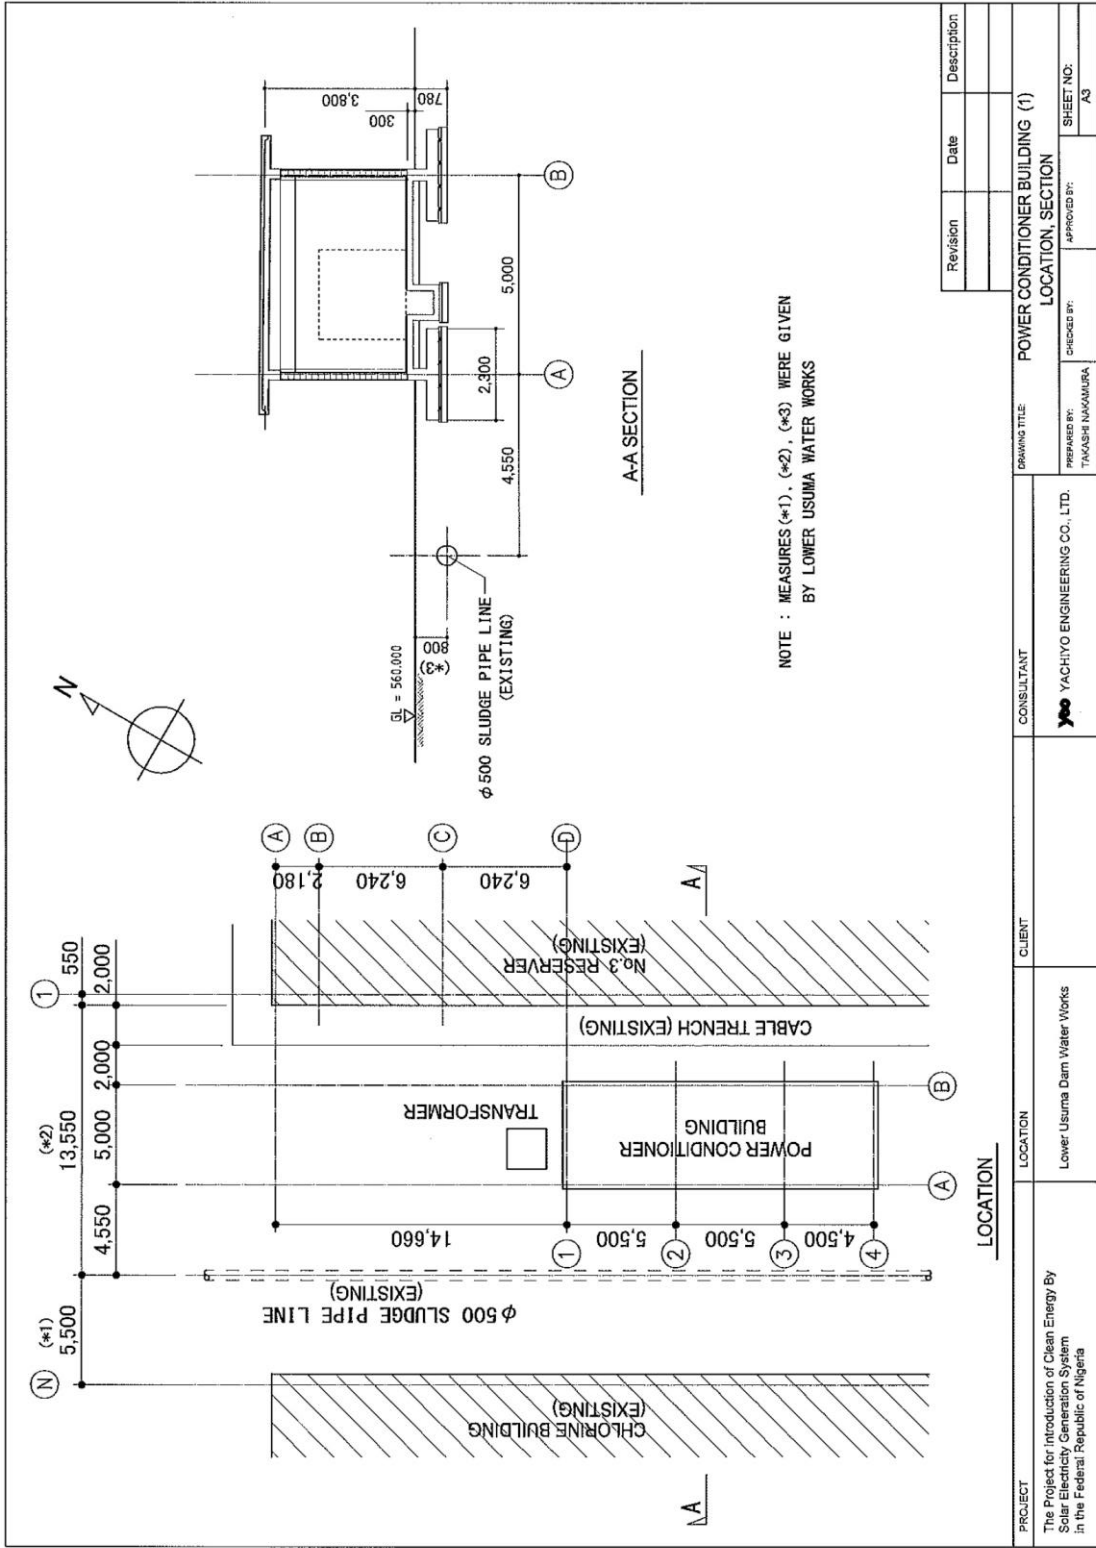 N
(*1)
5,500
(*2)
13,550
1
550
4,550
5,000
2,000
2,000
A
B
C
D
2,180
6,240
6,240
14,660
5,500
5,500
4,500
1
2
3
4
A
B
φ500 SLUDGE PIPE LINE
(EXISTING)
CHLORINE BUILDING
(EXISTING)
No.3 RESERVER
(EXISTING)
CABLE TRENCH (EXISTING)
TRANSFORMER
POWER CONDITIONER
BUILDING
A
A
LOCATION
N
GL = 560.000
800
(*3)
φ500 SLUDGE PIPE LINE
(EXISTING)
4,550
5,000
2,300
3,800
300
780
A
B
A-A SECTION
NOTE : MEASURES(*1), (*2), (*3) WERE GIVEN
BY LOWER USUMA WATER WORKS
Revision Date Description
PROJECT
The Project for Introduction of Clean Energy By
Solar Electricity Generation System
in the Federal Republic of Nigeria
LOCATION
Lower Usuma Dam Water Works
CLIENT
CONSULTANT
yeo YACHIYO ENGINEERING CO., LTD.
DRAWING TITLE:
POWER CONDITIONER BUILDING (1)
LOCATION, SECTION
PREPARED BY:
TAKASHI NAKAMURA
CHECKED BY:
APPROVED BY:
SHEET NO:
A3